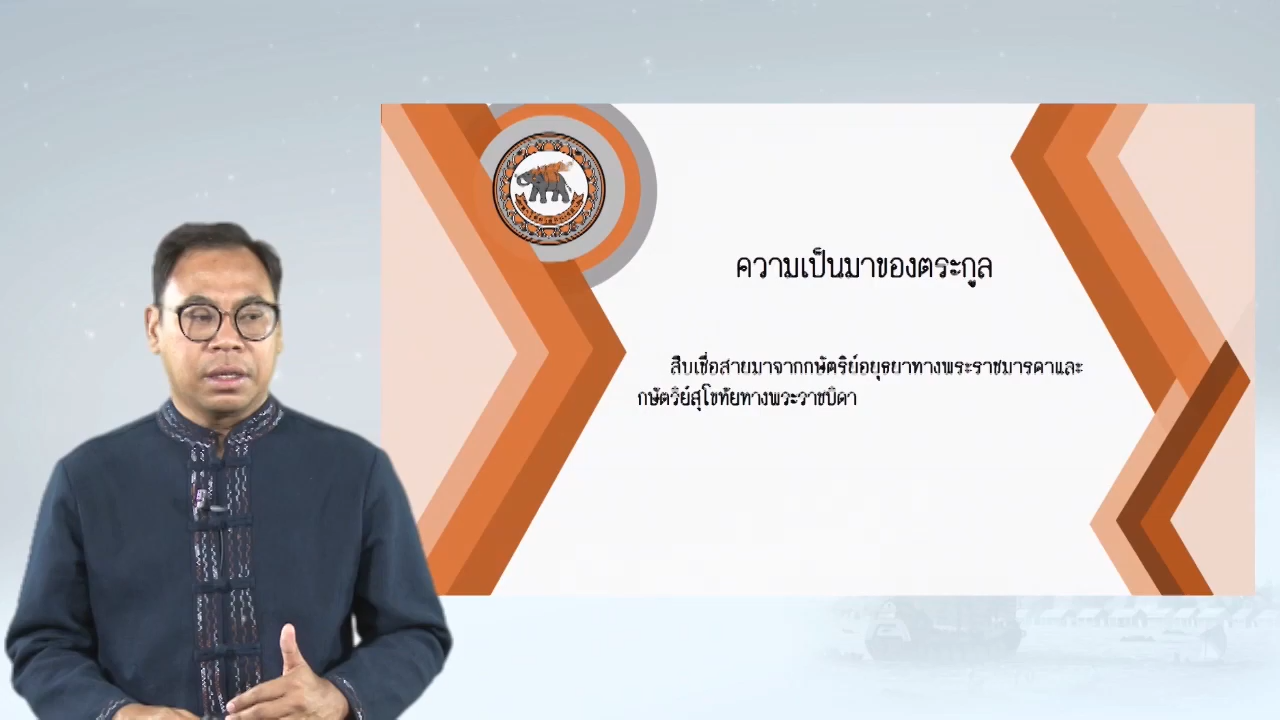 ความเป็นมาของตระกูล
สืบเชื่อสายมาจากกษัตริย์อยุธยาทางพระราชมารดาและ
กษัตริย์สุโขทัยทางพระราชบิดา